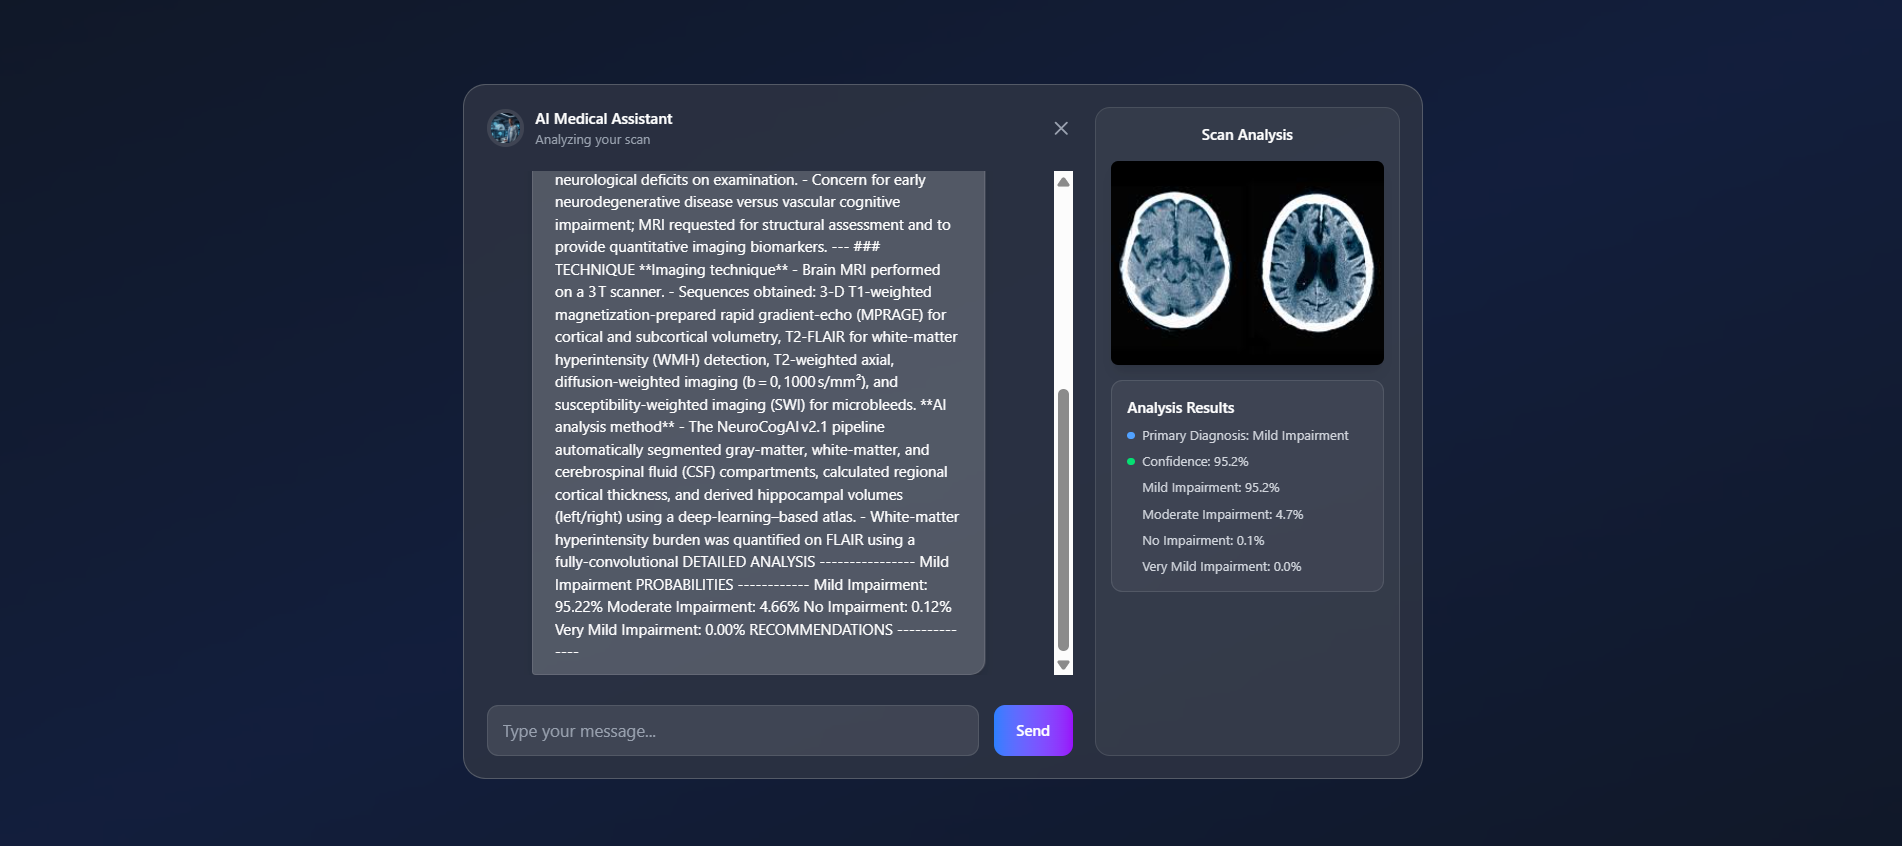 AI Medical Assistant
Analyzing your scan
neurological deficits on examination. - Concern for early
neurodegenerative disease versus vascular cognitive
impairment; MRI requested for structural assessment and to
provide quantitative imaging biomarkers. --- ###
TECHNIQUE **Imaging technique** - Brain MRI performed
on a 3 T scanner. - Sequences obtained: 3-D T1-weighted
magnetization-prepared rapid gradient-echo (MPRAGE) for
cortical and subcortical volumetry, T2-FLAIR for white-matter
hyperintensity (WMH) detection, T2-weighted axial,
diffusion-weighted imaging (b = 0, 1000 s/mm²), and
susceptibility-weighted imaging (SWI) for microbleeds. **AI
analysis method** - The NeuroCogAI v2.1 pipeline
automatically segmented gray-matter, white-matter, and
cerebrospinal fluid (CSF) compartments, calculated regional
cortical thickness, and derived hippocampal volumes
(left/right) using a deep-learning–based atlas. - White-matter
hyperintensity burden was quantified on FLAIR using a
fully-convolutional DETAILED ANALYSIS ---------------- Mild
Impairment PROBABILITIES ------------ Mild Impairment:
95.22% Moderate Impairment: 4.66% No Impairment: 0.12%
Very Mild Impairment: 0.00% RECOMMENDATIONS ----------
----
Type your message...
Send
Scan Analysis
Analysis Results
Primary Diagnosis: Mild Impairment
Confidence: 95.2%
Mild Impairment: 95.2%
Moderate Impairment: 4.7%
No Impairment: 0.1%
Very Mild Impairment: 0.0%